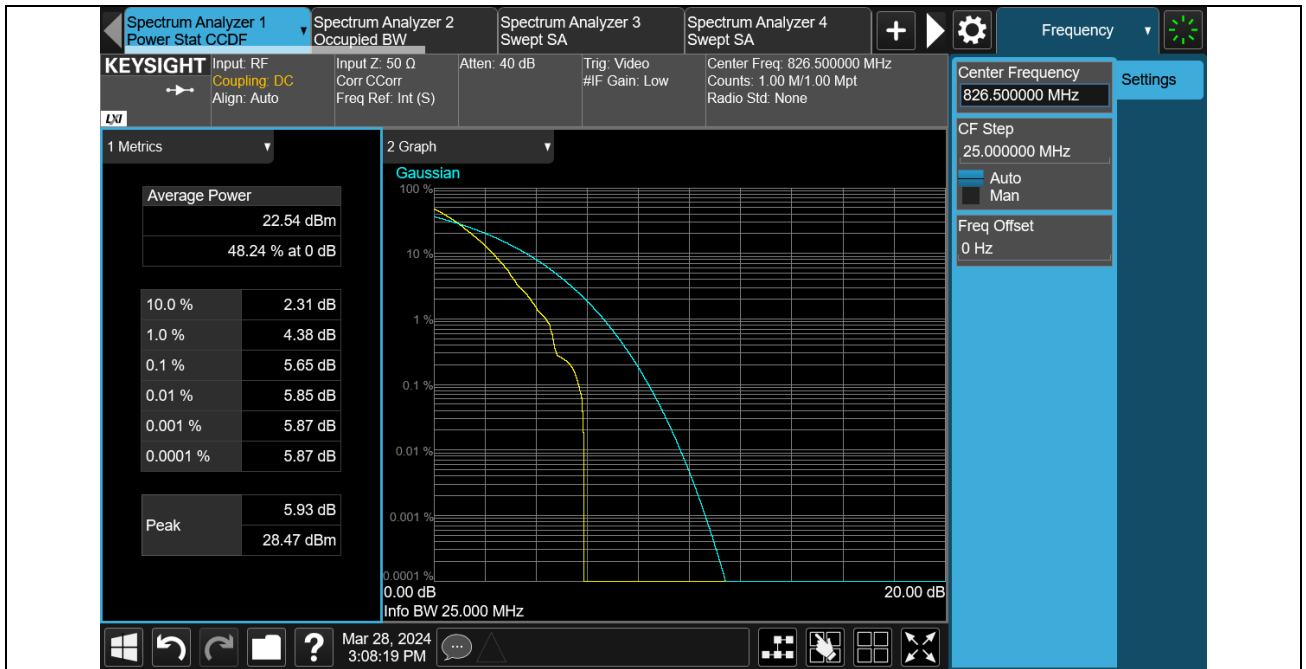 Spectrum Analyzer 1
Power Stat CCDF
Spectrum Analyzer 2
Occupied BW
Spectrum Analyzer 3
Swept SA
Spectrum Analyzer 4
Swept SA
+
Frequency
KEYSIGHT
LXI
Input: RF
Coupling: DC
Align: Auto
Input Z: 50 Ω
Corr CCorr
Freq Ref: Int (S)
Atten: 40 dB
Trig: Video
#IF Gain: Low
Center Freq: 826.500000 MHz
Counts: 1.00 M/1.00 Mpt
Radio Std: None
Center Frequency
826.500000 MHz
Settings
CF Step
25.000000 MHz
Auto
Man
Freq Offset
0 Hz
1 Metrics
Average Power
22.54 dBm
48.24 % at 0 dB
10.0 % 2.31 dB
1.0 % 4.38 dB
0.1 % 5.65 dB
0.01 % 5.85 dB
0.001 % 5.87 dB
0.0001 % 5.87 dB
Peak
5.93 dB
28.47 dBm
2 Graph
Gaussian
100 %
10 %
1 %
0.1 %
0.01 %
0.001 %
0.0001 %
0.00 dB
20.00 dB
Info BW 25.000 MHz
?
Mar 28, 2024
3:08:19 PM